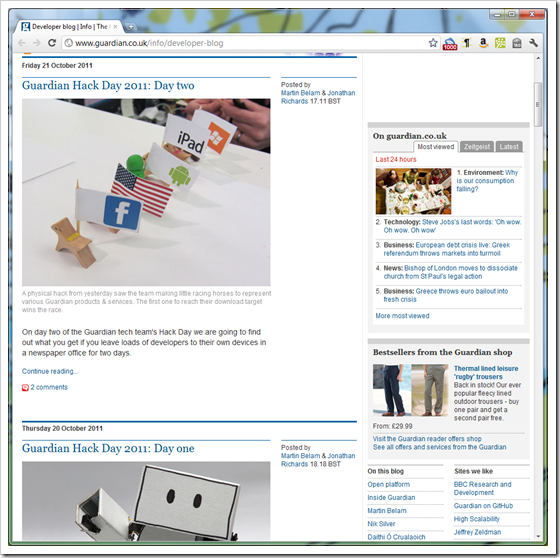 Developer blog | Info | The
www.guardian.co.uk/info/developer-blog
1000
Friday 21 October 2011
Guardian Hack Day 2011: Day two
Posted by
Martin Belam & Jonathan
Richards 17.11 BST
iPad
A physical hack from yesterday saw the team making little racing horses to represent
various Guardian products & services. The first one to reach their download target
wins the race.
On day two of the Guardian tech team's Hack Day we are going to find
out what you get if you leave loads of developers to their own devices in
a newspaper office for two days.
Continue reading...
2 comments
Thursday 20 October 2011
Guardian Hack Day 2011: Day one
Posted by
Martin Belam & Jonathan
Richards 18.18 BST
On guardian.co.uk
Most viewed
Zeitgeist
Latest
Last 24 hours
1. Environment: Why
is our consumption
falling?
2. Technology: Steve Jobs's last words: 'Oh wow.
Oh wow. Oh wow'
3. Business: European debt crisis live: Greek
referendum throws markets into turmoil
4. News: Bishop of London moves to dissociate
church from St Paul's legal action
5. Business: Greece throws euro bailout into
fresh crisis
More most viewed
Bestsellers from the Guardian shop
Thermal lined leisure
'rugby' trousers
Back in stock! Our ever
popular fleecy lined
outdoor trousers - buy
one pair and get a
second pair free.
From: £29.99
Visit the Guardian reader offers shop
See all offers and services from the Guardian
On this blog
Open platform
Inside Guardian
Martin Belam
Nik Silver
Daithí Ó Crualaoich
Sites we like
BBC Research and
Development
Guardian on GitHub
High Scalability
Jeffrey Zeldman